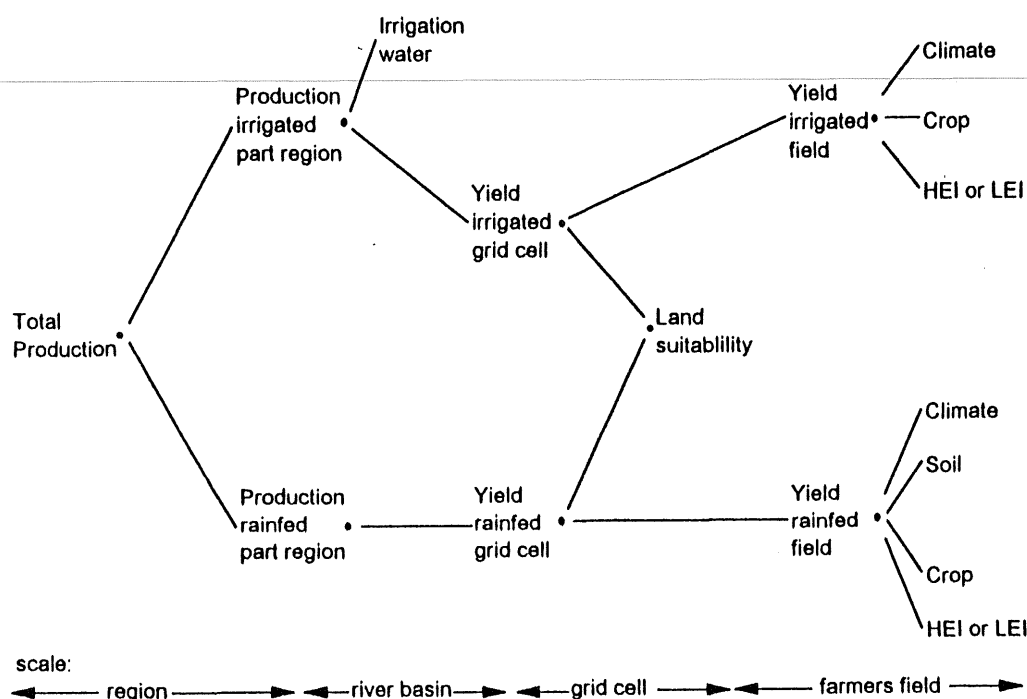 Irrigation
water
Climate
Production
irrigated
part region
Yield
irrigated
field
Crop
HEI or LEI
Yield
irrigated
grid cell
Total
Production
Land
suitablility
Climate
Soil
Production
rainfed
part region
Yield
rainfed
grid cell
Yield
rainfed
field
Crop
HEI or LEI
scale:
region
river basin
grid cell
farmers field